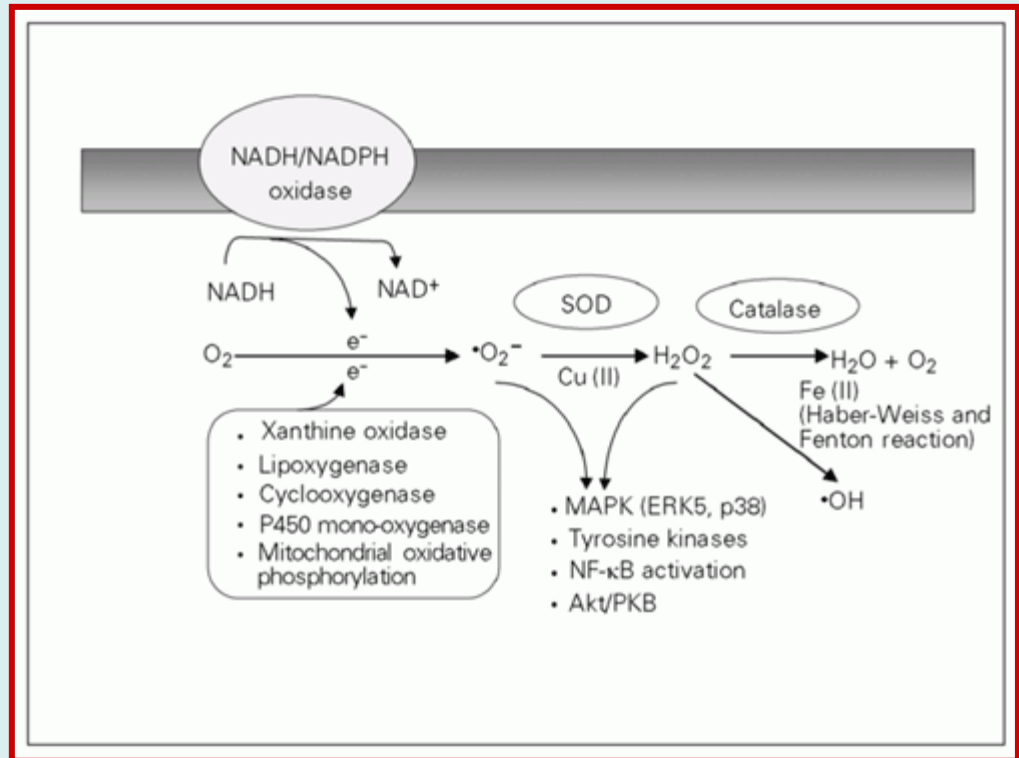 NADH/NADPH
oxidase
NADH
NAD⁺
SOD
Catalase
O₂
e⁻
e⁻
•O₂⁻
Cu (II)
H₂O₂
H₂O + O₂
Fe (II)
(Haber-Weiss and
Fenton reaction)
•OH
• Xanthine oxidase
• Lipoxygenase
• Cyclooxygenase
• P450 mono-oxygenase
• Mitochondrial oxidative
phosphorylation
• MAPK (ERK5, p38)
• Tyrosine kinases
• NF-κB activation
• Akt/PKB